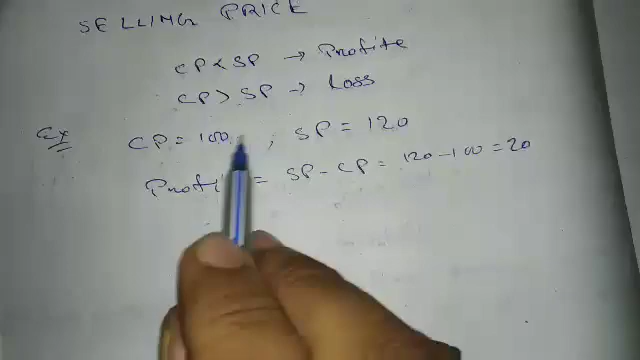 SELLING PRICE
CP < SP → Profite
CP > SP → Loss
Ex CP = 100 ; SP = 120
Profit = SP - CP = 120 - 100 = 20